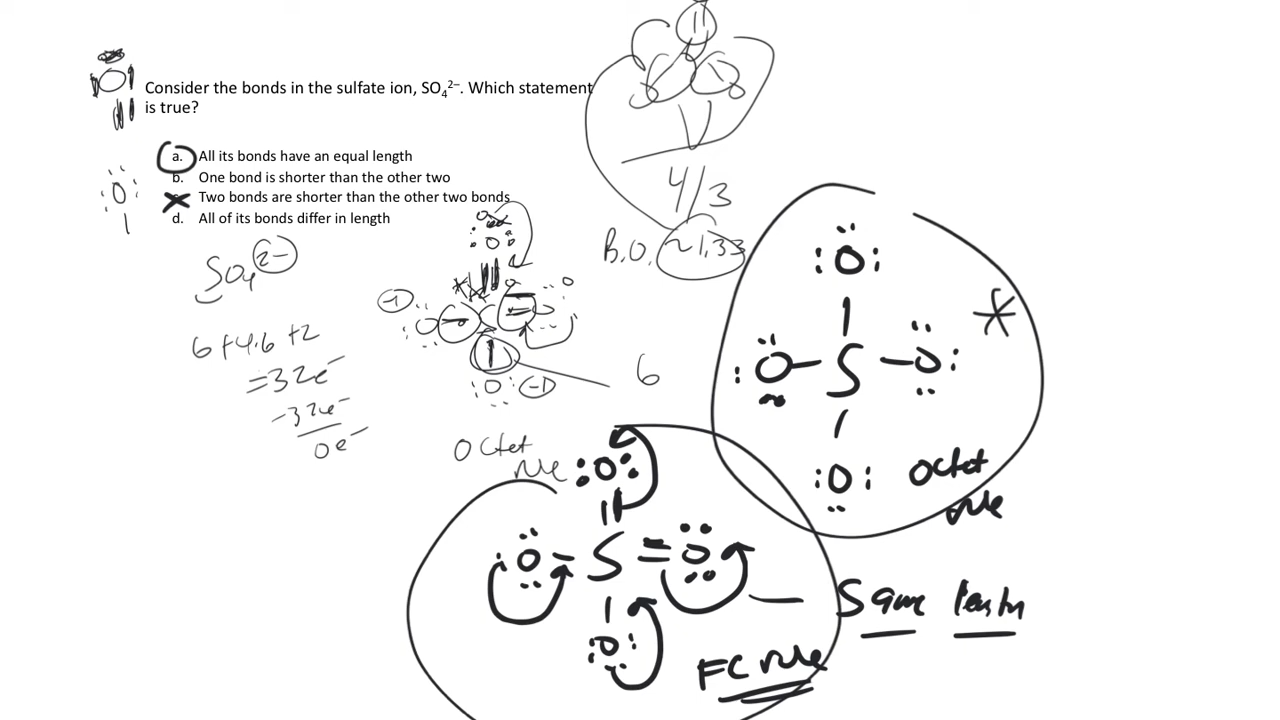 Consider the bonds in the sulfate ion, SO₄²⁻. Which statement
is true?
a. All its bonds have an equal length
b. One bond is shorter than the other two
Two bonds are shorter than the other two bonds
d. All of its bonds differ in length
SO₄ 2-
6+4.6+2
=32e⁻
-32e⁻
0e⁻
4/3
B.O. ~1,33
-1
O
O
-1
6
Octet
rule
O
O - S - O
O
Octet
rule
O
O - S = O
O
Same length
FC rule